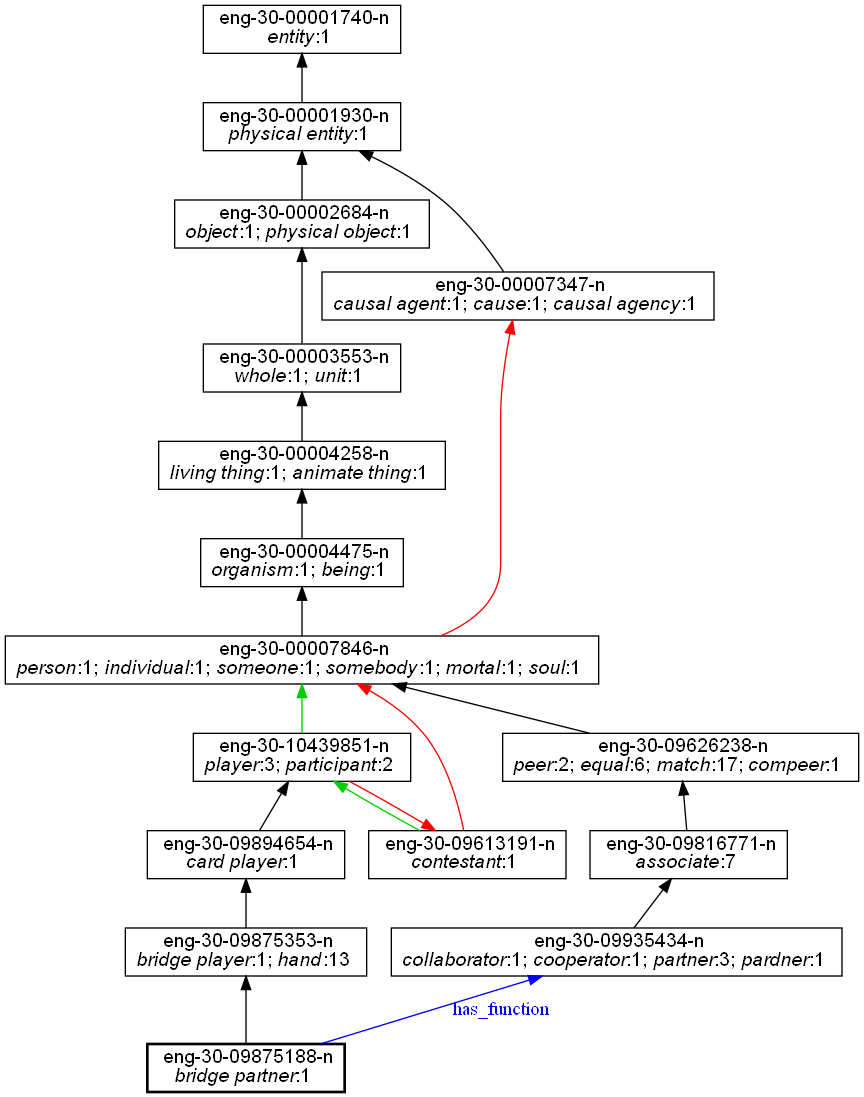 eng-30-00001740-n
entity:1
eng-30-00001930-n
physical entity:1
eng-30-00002684-n
object:1; physical object:1
eng-30-00007347-n
causal agent:1; cause:1; causal agency:1
eng-30-00003553-n
whole:1; unit:1
eng-30-00004258-n
living thing:1; animate thing:1
eng-30-00004475-n
organism:1; being:1
eng-30-00007846-n
person:1; individual:1; someone:1; somebody:1; mortal:1; soul:1
eng-30-10439851-n
player:3; participant:2
eng-30-09626238-n
peer:2; equal:6; match:17; compeer:1
eng-30-09894654-n
card player:1
eng-30-09613191-n
contestant:1
eng-30-09816771-n
associate:7
eng-30-09875353-n
bridge player:1; hand:13
eng-30-09935434-n
collaborator:1; cooperator:1; partner:3; pardner:1
has_function
eng-30-09875188-n
bridge partner:1